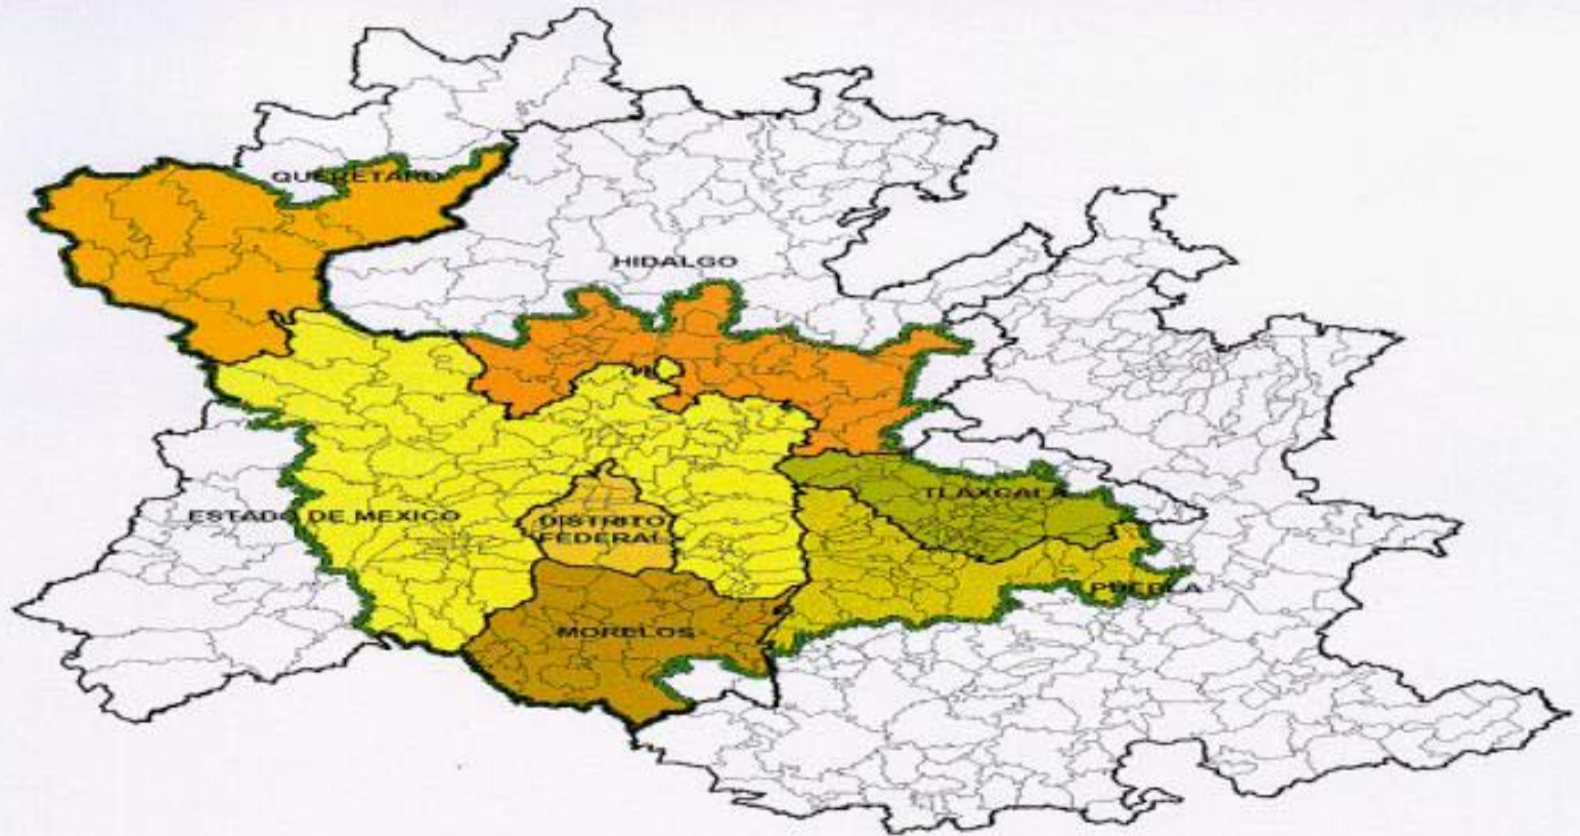 QUERETARO
HIDALGO
TLAXCALA
ESTADO DE MEXICO
DISTRITO
FEDERAL
PUEBLA
MORELOS